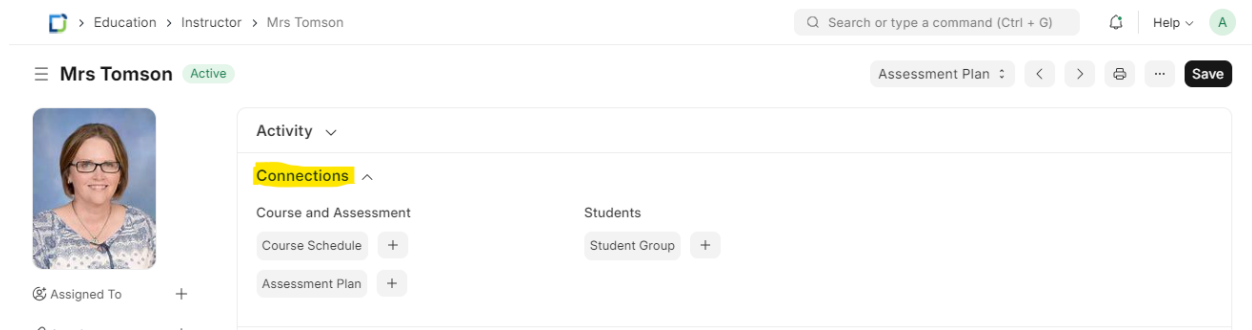 > Education > Instructor > Mrs Tomson
Search or type a command (Ctrl + G)
Help
A
Mrs Tomson
Active
Assessment Plan
Save
Activity
Connections
Course and Assessment
Students
Course Schedule +
Student Group +
Assessment Plan +
Assigned To +